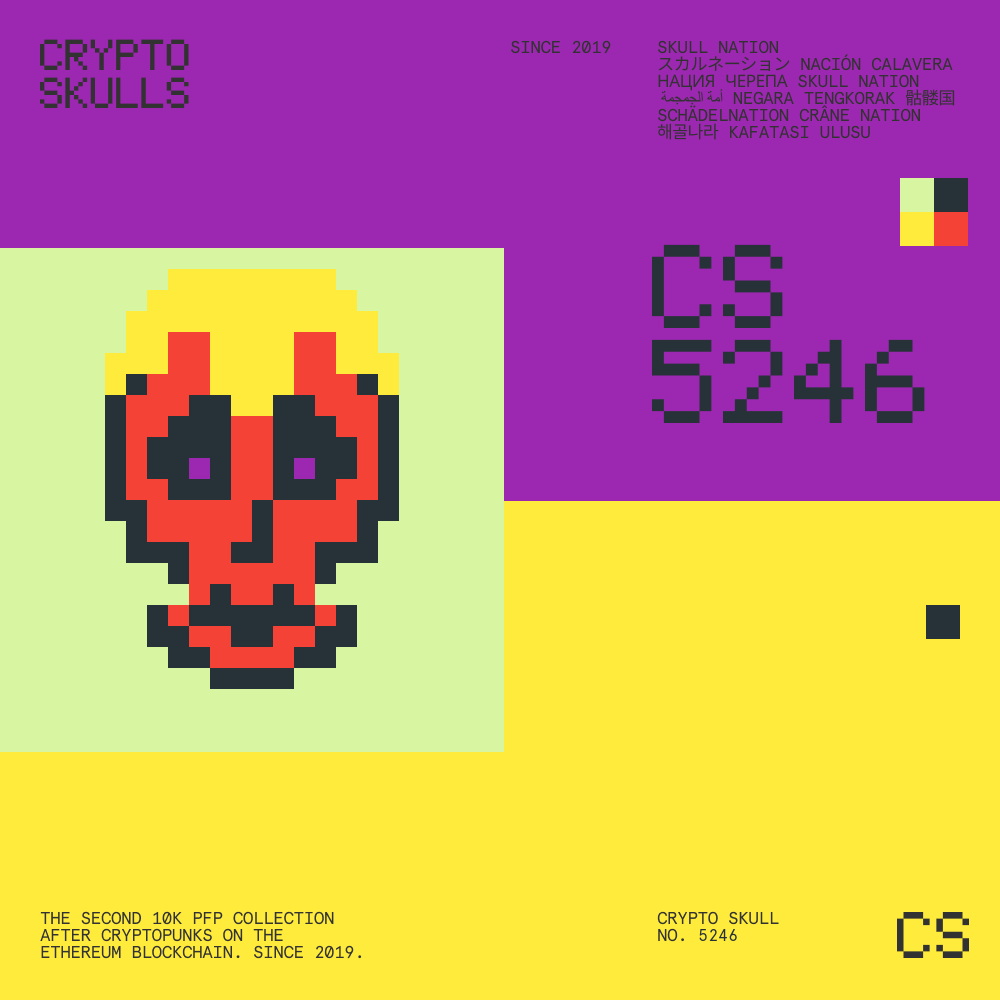 CRYPTO
SKULLS
SINCE 2019
SKULL NATION
スカルネーション NACIÓN CALAVERA
НАЦИЯ ЧЕРЕПА SKULL NATION
أمة الجمجمة NEGARA TENGKORAK 骷髅国
SCHÄDELNATION CRÂNE NATION
해골나라 KAFATASI ULUSU
CS
5246
THE SECOND 10K PFP COLLECTION
AFTER CRYPTOPUNKS ON THE
ETHEREUM BLOCKCHAIN. SINCE 2019.
CRYPTO SKULL
NO. 5246
CS